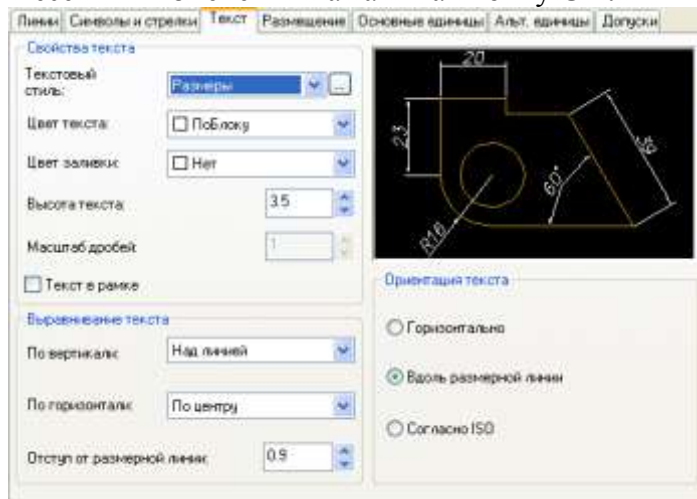 Линии Символы и стрелки Текст Размещение Основные единицы Альт. единицы Допуски
Свойства текста
Текстовый
стиль: Размеры ...
Цвет текста: ПоБлоку
Цвет заливки: Нет
Высота текста: 3.5
Масштаб дробей: 1
Текст в рамке
Выравнивание текста
По вертикали: Над линией
По горизонтали: По центру
Отступ от размерной линии: 0.9
20
23
60°
R16
Ориентация текста
Горизонтально
Вдоль размерной линии
Согласно ISO